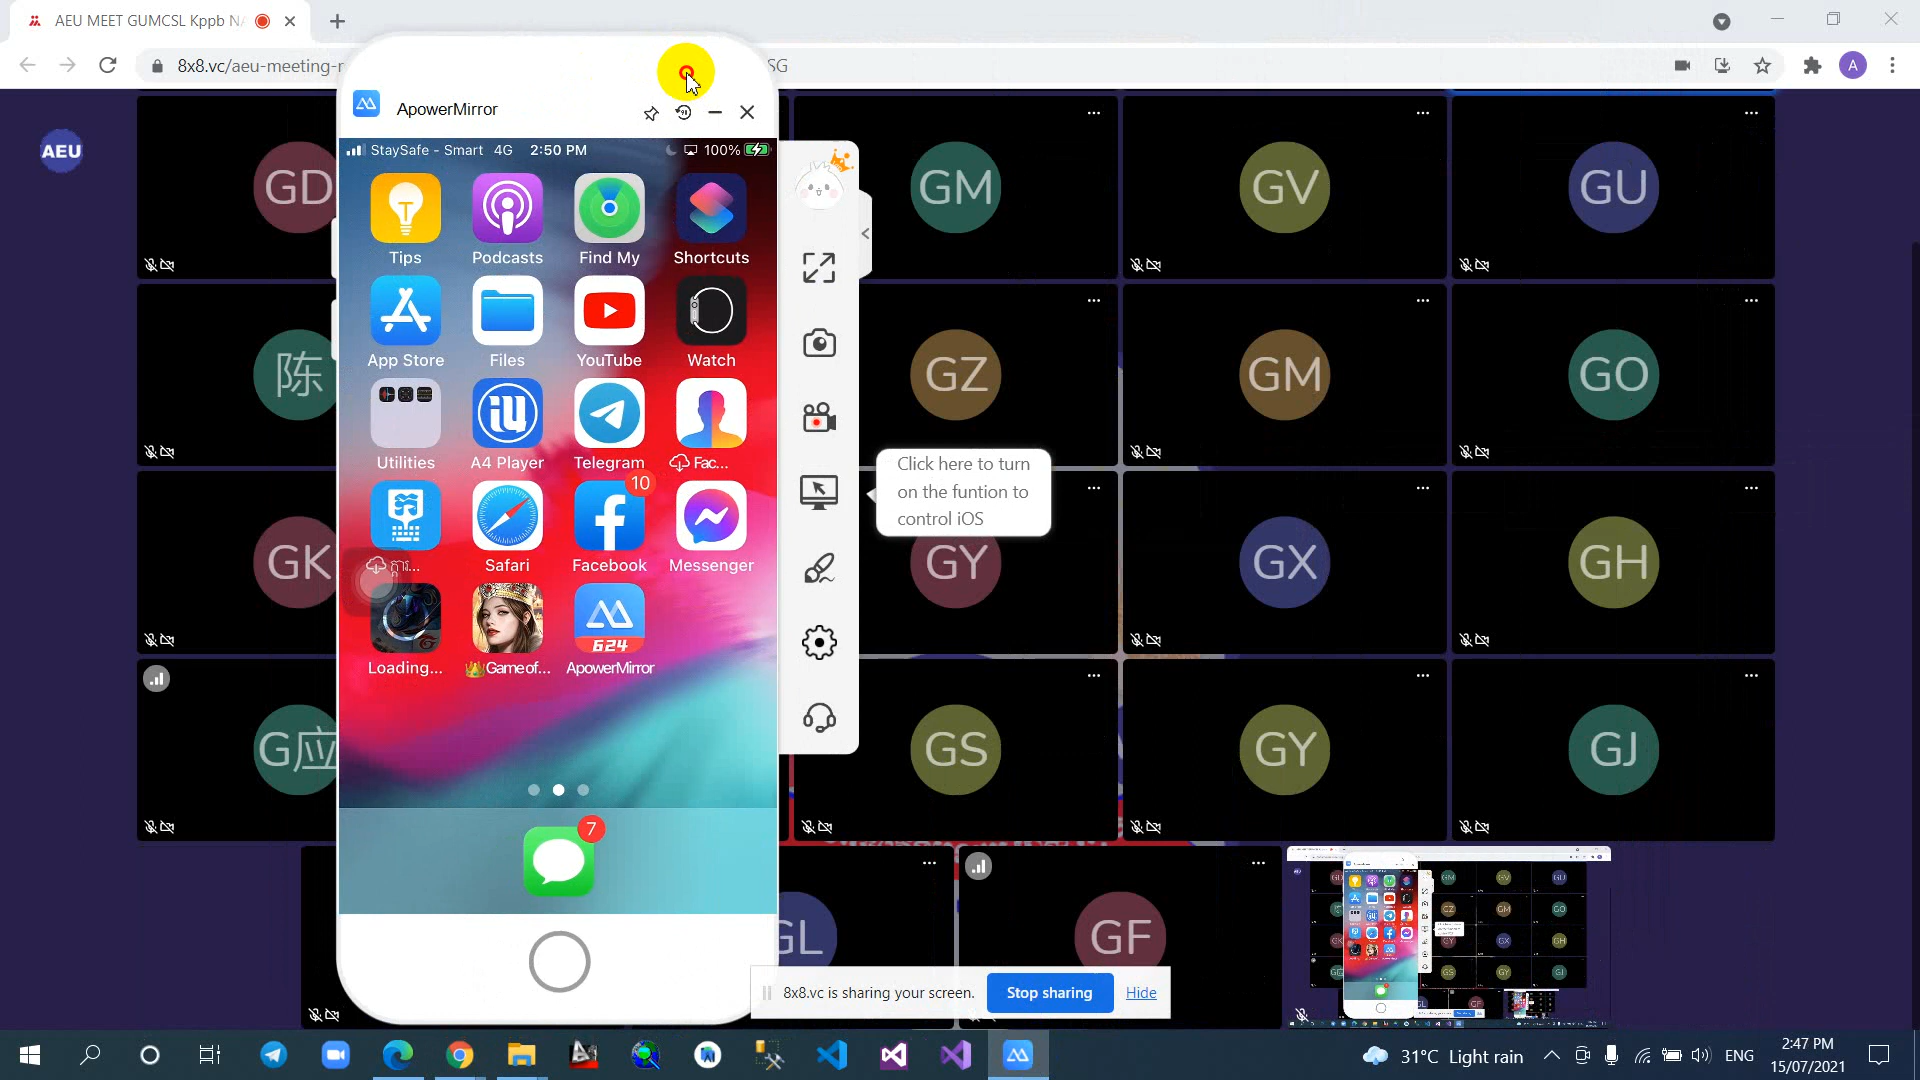 AEU MEET GUMCSL Kppb
8x8.vc/aeu-meeting-
SG
A
AEU
ApowerMirror
StaySafe - Smart 4G 2:50 PM 100%
Tips Podcasts Find My Shortcuts
App Store Files YouTube Watch
Utilities A4 Player Telegram Fac...
10
Safari Facebook Messenger
624
Loading... Game of... ApowerMirror
7
Click here to turn
on the funtion to
control iOS
GD GM GV GU
陈 GZ GM GO
GK GY GX GH
G应 GS GY GJ
GL GF
8x8.vc is sharing your screen. Stop sharing Hide
31°C Light rain ENG
2:47 PM
15/07/2021